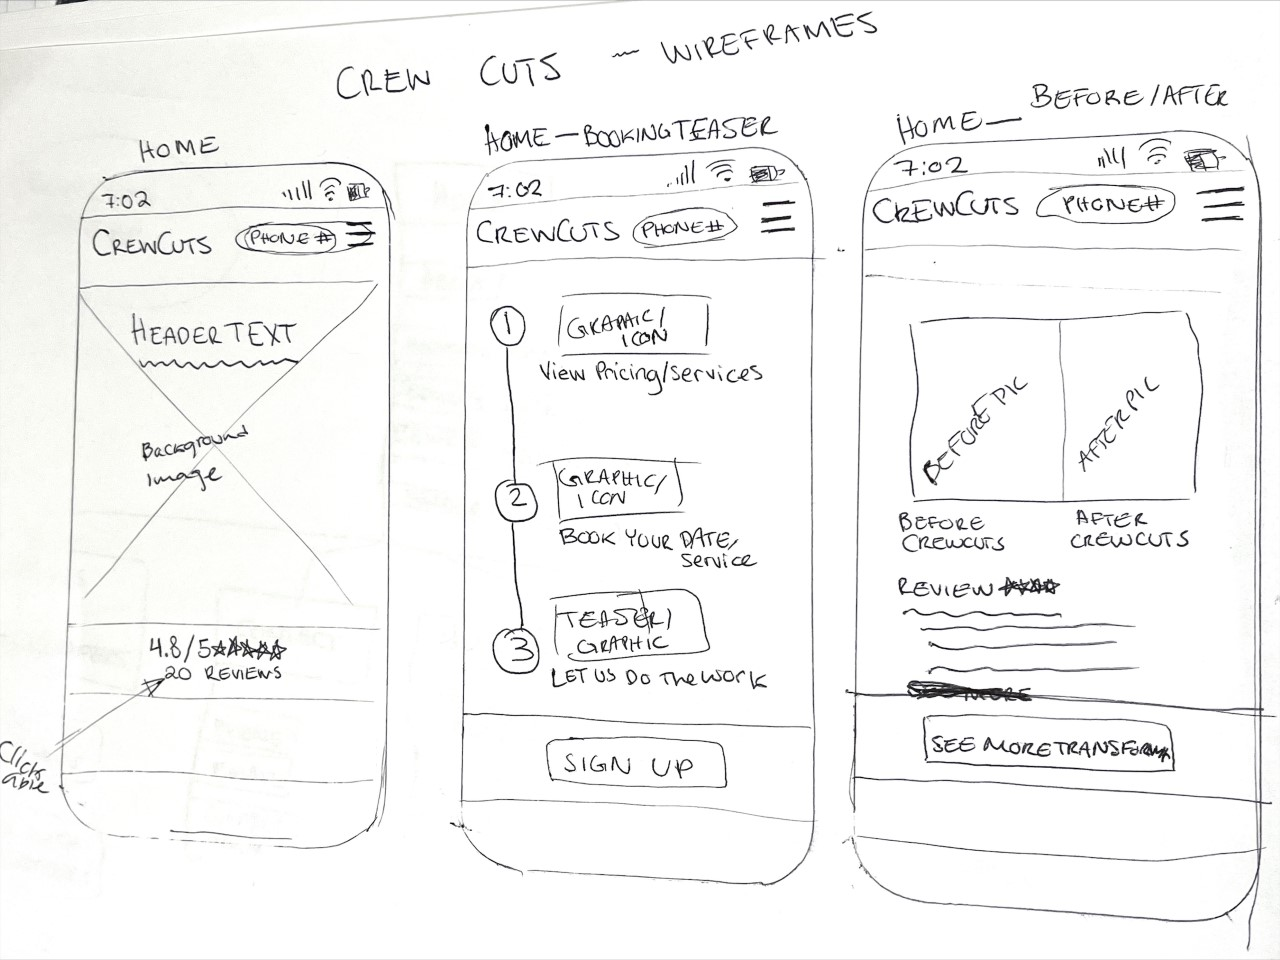 CREW CUTS — WIREFRAMES
HOME
7:02
CREWCUTS
PHONE #
HEADER TEXT
Background
image
4.8/5
20 REVIEWS
Click
able
HOME — BOOKING TEASER
7:02
CREWCUTS
PHONE #
1
GRAPHIC/
ICON
View Pricing/Services
2
GRAPHIC/
ICON
BOOK YOUR DATE/
Service
3
TEASER/
GRAPHIC
LET US DO THE WORK
SIGN UP
HOME — BEFORE/AFTER
7:02
CREWCUTS
PHONE #
BEFORE PIC
AFTER PIC
BEFORE
CREWCUTS
AFTER
CREWCUTS
REVIEW
SEE MORE TRANSFORM